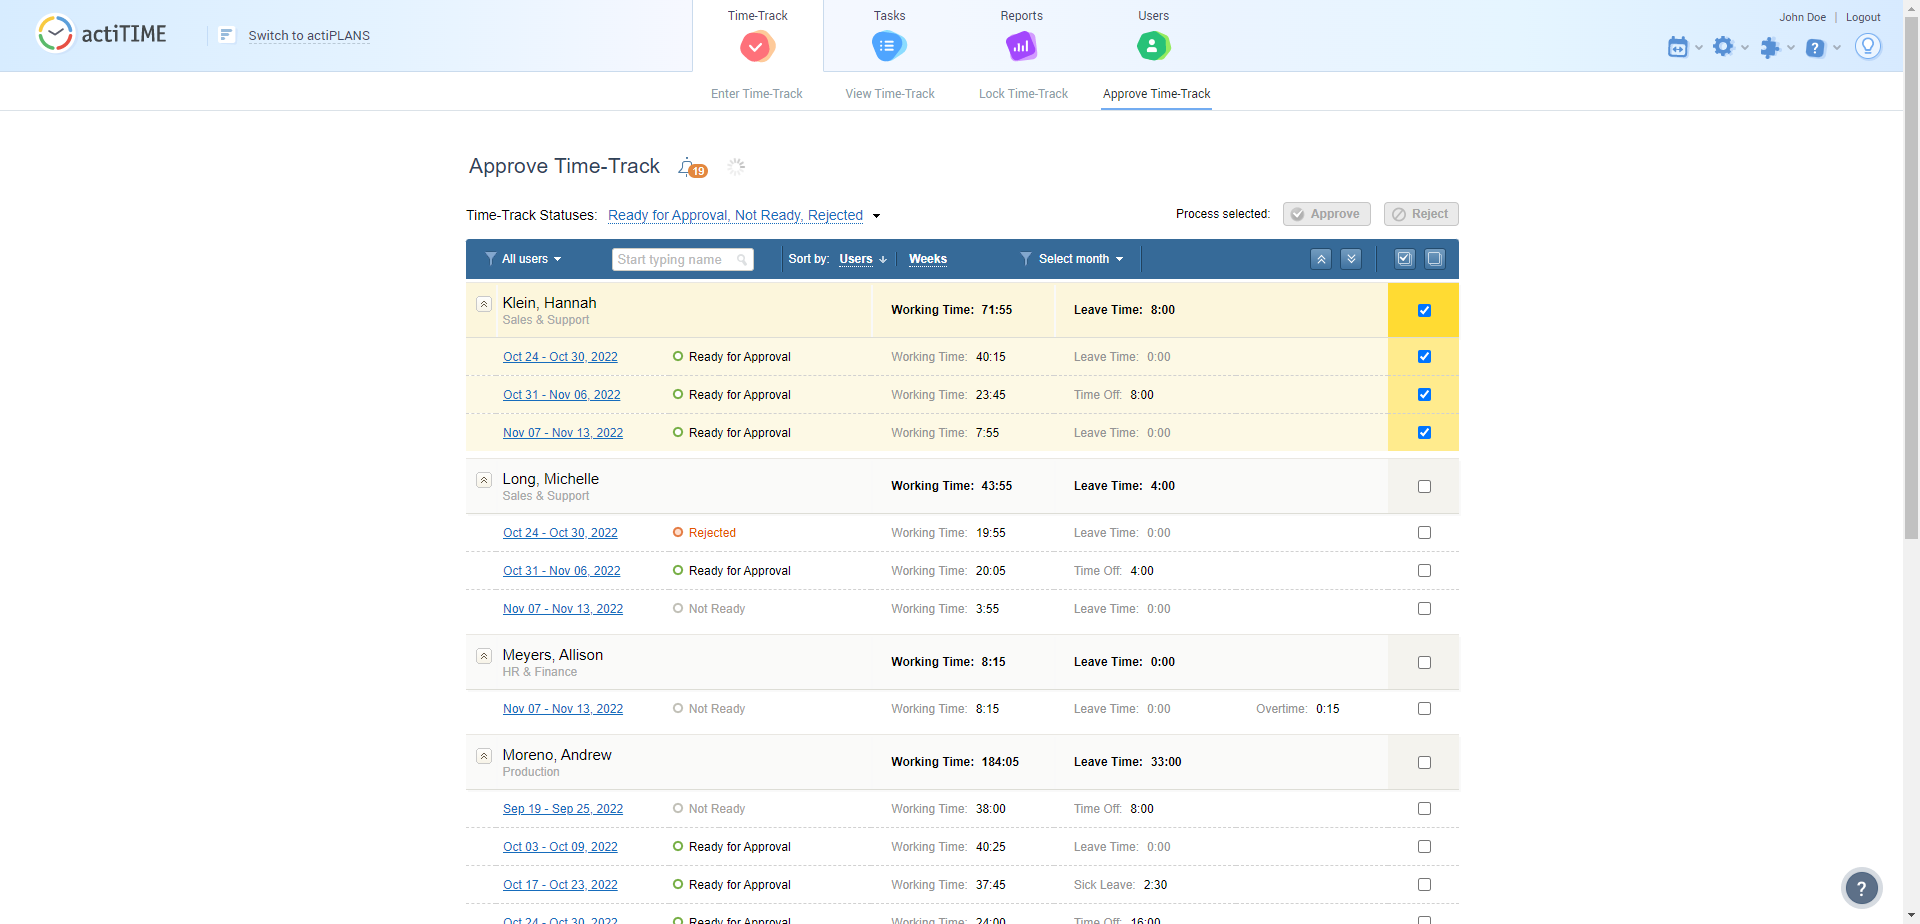 actiTIME
Switch to actiPLANS
Time-Track
Tasks
Reports
Users
John Doe | Logout
Enter Time-Track
View Time-Track
Lock Time-Track
Approve Time-Track
Approve Time-Track 19
Time-Track Statuses: Ready for Approval, Not Ready, Rejected
Process selected: Approve Reject
All users Start typing name Sort by: Users Weeks Select month
Klein, Hannah Working Time: 71:55 Leave Time: 8:00
Sales & Support
Oct 24 - Oct 30, 2022 Ready for Approval Working Time: 40:15 Leave Time: 0:00
Oct 31 - Nov 06, 2022 Ready for Approval Working Time: 23:45 Time Off: 8:00
Nov 07 - Nov 13, 2022 Ready for Approval Working Time: 7:55 Leave Time: 0:00
Long, Michelle Working Time: 43:55 Leave Time: 4:00
Sales & Support
Oct 24 - Oct 30, 2022 Rejected Working Time: 19:55 Leave Time: 0:00
Oct 31 - Nov 06, 2022 Ready for Approval Working Time: 20:05 Time Off: 4:00
Nov 07 - Nov 13, 2022 Not Ready Working Time: 3:55 Leave Time: 0:00
Meyers, Allison Working Time: 8:15 Leave Time: 0:00
HR & Finance
Nov 07 - Nov 13, 2022 Not Ready Working Time: 8:15 Leave Time: 0:00 Overtime: 0:15
Moreno, Andrew Working Time: 184:05 Leave Time: 33:00
Production
Sep 19 - Sep 25, 2022 Not Ready Working Time: 38:00 Time Off: 8:00
Oct 03 - Oct 09, 2022 Ready for Approval Working Time: 40:25 Leave Time: 0:00
Oct 17 - Oct 23, 2022 Ready for Approval Working Time: 37:45 Sick Leave: 2:30
Oct 24 - Oct 30, 2022 Ready for Approval Working Time: 24:00 Time Off: 16:00
?